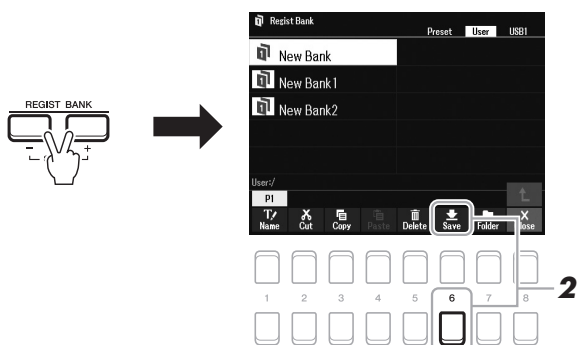 Regist Bank
Preset User USB1
New Bank
New Bank1
New Bank2
REGIST BANK
- +
User:/
P1
Name Cut Copy Paste Delete Save Folder Close
1 2 3 4 5 6 7 8
2